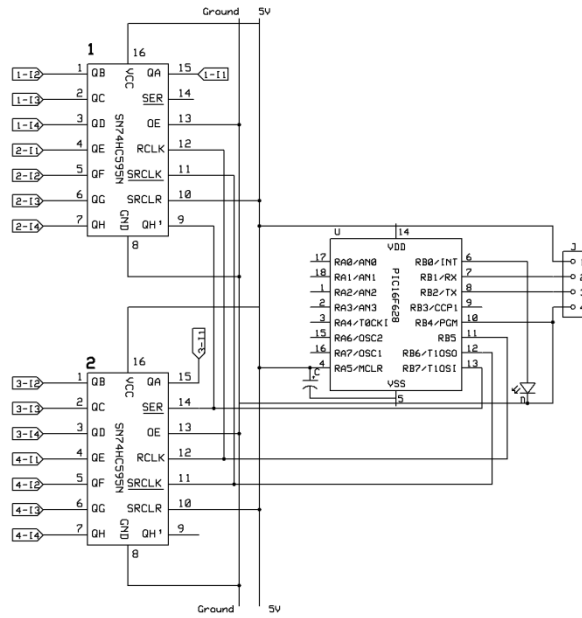 Ground 5V
1
16
VCC
1-I2 1 QB QA 15 1-I1
1-I3 2 QC SER 14
1-I4 3 QD OE 13
2-I1 4 QE RCLK 12
2-I2 5 QF SRCLK 11
2-I3 6 QG SRCLR 10
2-I4 7 QH QH' 9
SN74HC595N
GND
8
U
14
VDD
17 RA0/AN0 RB0/INT 6
18 RA1/AN1 RB1/RX 7
1 RA2/AN2 RB2/TX 8
2 RA3/AN3 RB3/CCP1 9
3 RA4/T0CKI RB4/PGM 10
15 RA6/OSC2 RB5 11
16 RA7/OSC1 RB6/T1OSO 12
4 RA5/MCLR RB7/T1OSI 13
PIC16F628
VSS
5
C
D
J
1
2
3
4
2
16
VCC
3-I1
3-I2 1 QB QA 15
3-I3 2 QC SER 14
3-I4 3 QD OE 13
4-I1 4 QE RCLK 12
4-I2 5 QF SRCLK 11
4-I3 6 QG SRCLR 10
4-I4 7 QH QH' 9
SN74HC595N
GND
8
Ground 5V